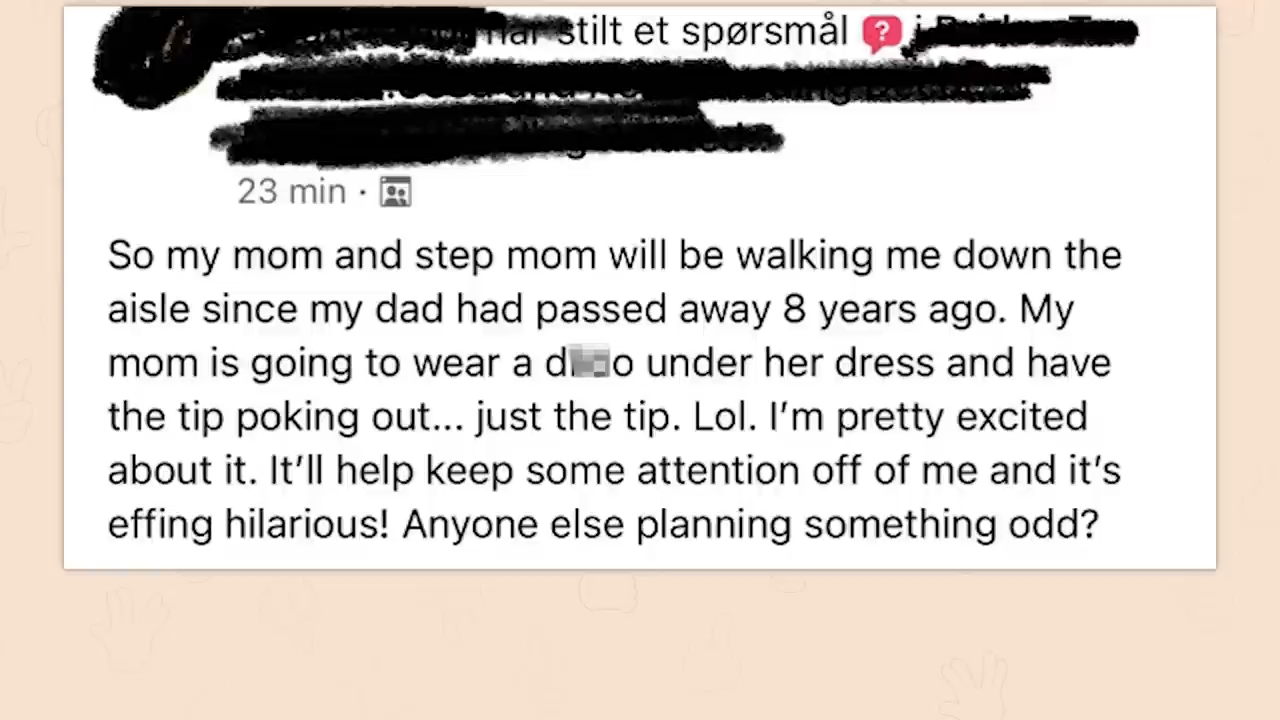 har stilt et spørsmål
23 min ·
So my mom and step mom will be walking me down the
aisle since my dad had passed away 8 years ago. My
mom is going to wear a d o under her dress and have
the tip poking out... just the tip. Lol. I’m pretty excited
about it. It’ll help keep some attention off of me and it’s
effing hilarious! Anyone else planning something odd?